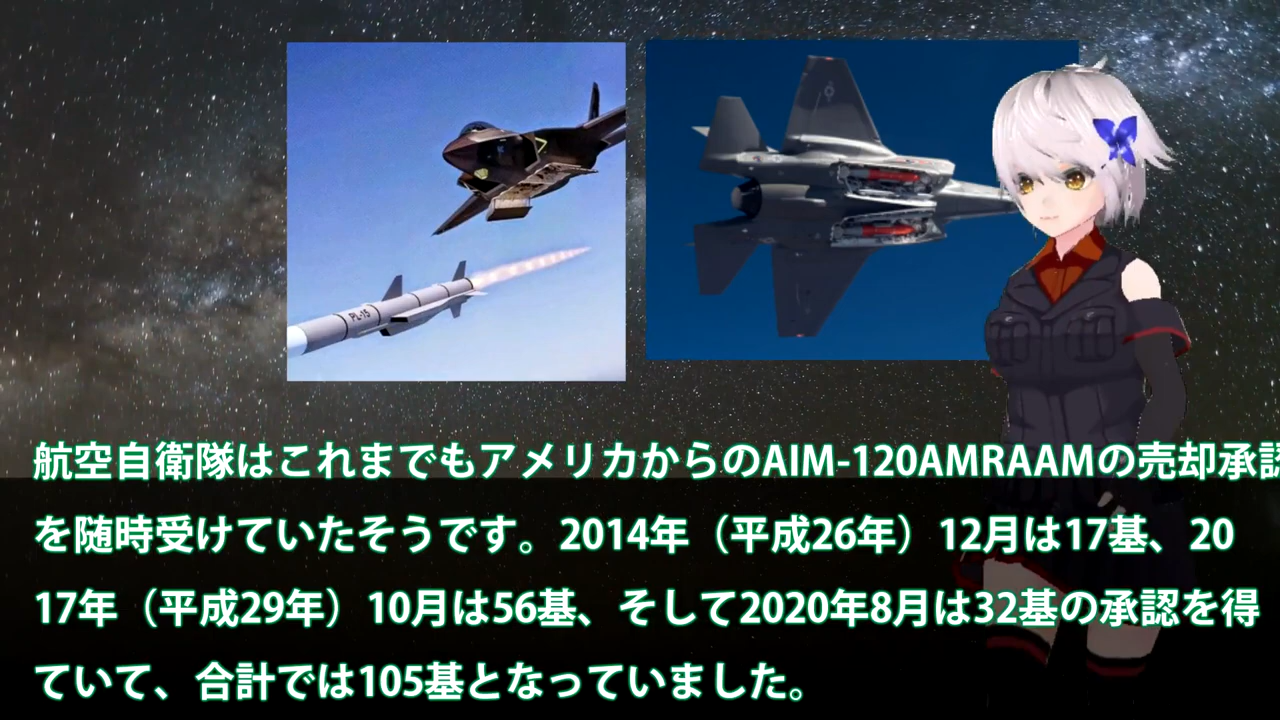 PL-15
航空自衛隊はこれまでもアメリカからのAIM-120AMRAAMの売却承認
を随時受けていたそうです。2014年（平成26年）12月は17基、20
17年（平成29年）10月は56基、そして2020年8月は32基の承認を得
ていて、合計では105基となっていました。